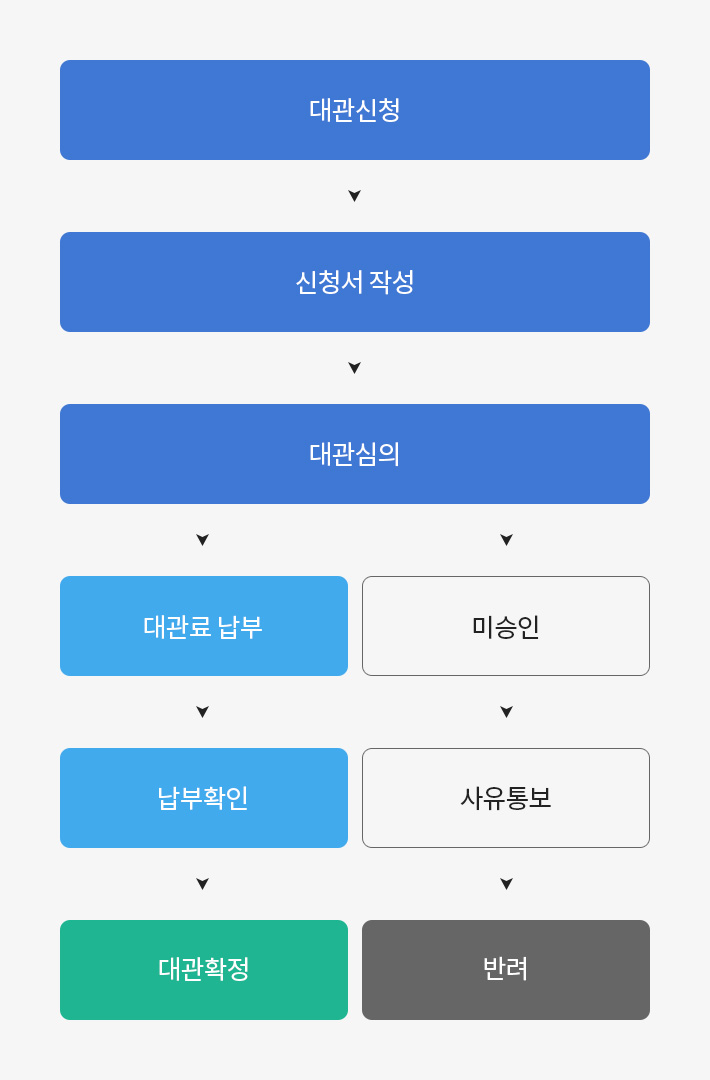 대관신청
신청서 작성
대관심의
대관료 납부
미승인
납부확인
사유통보
대관확정
반려